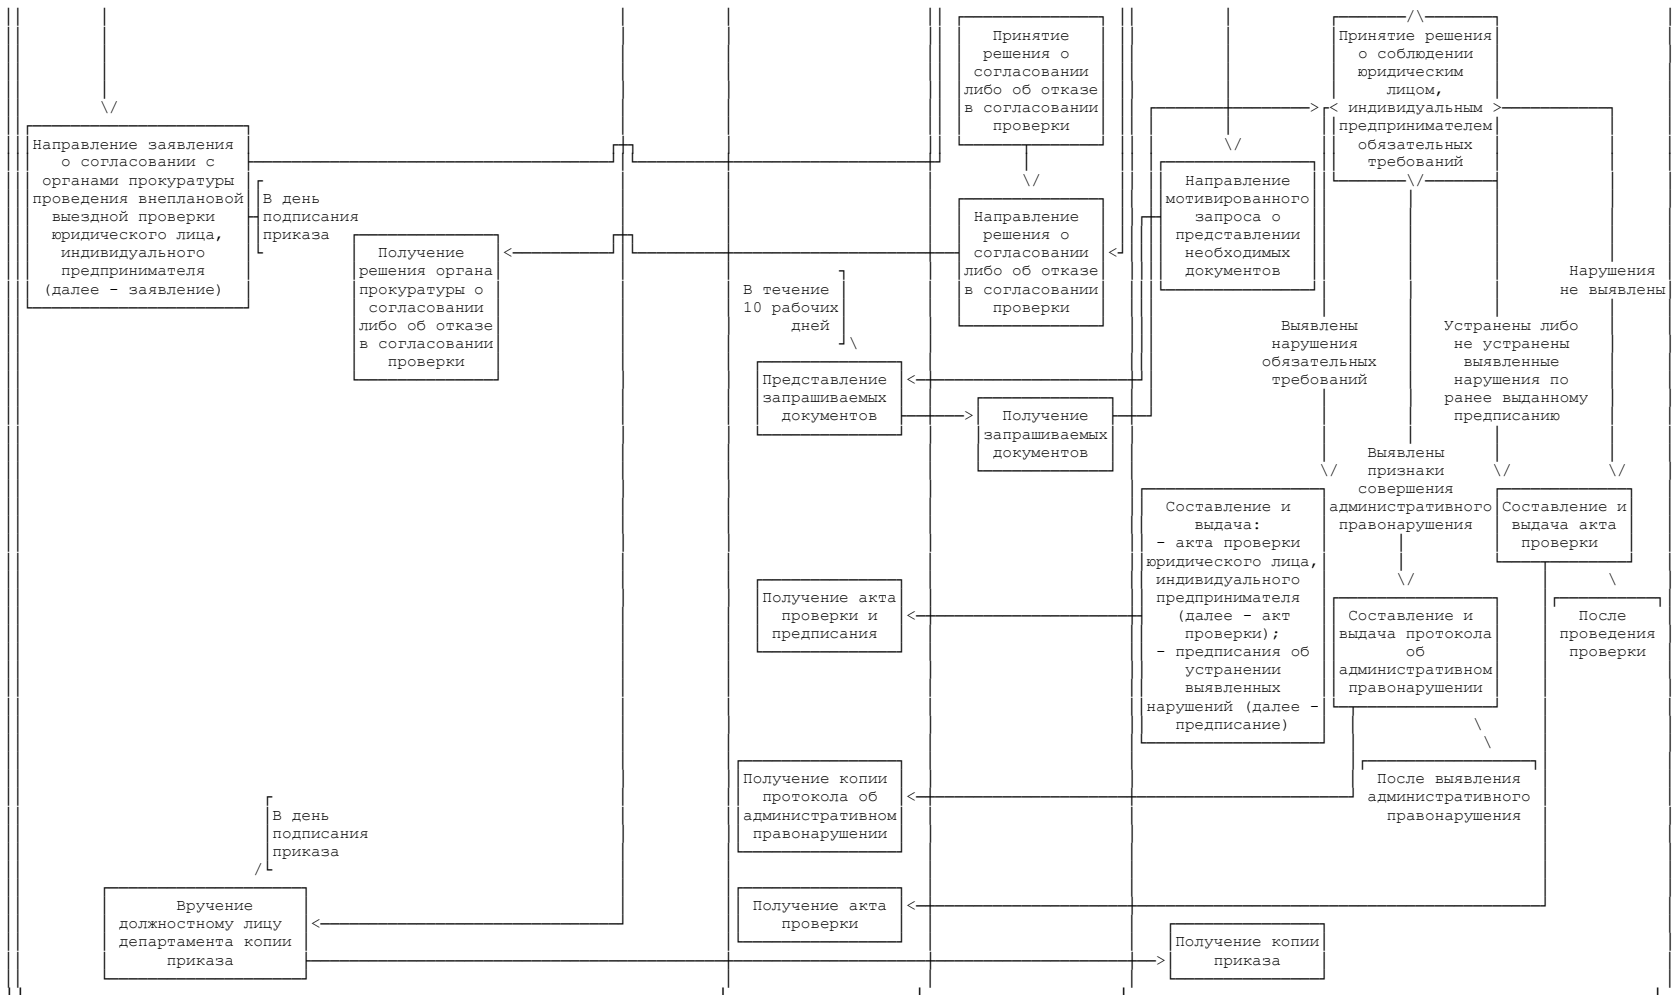 Принятие
решения о
согласовании
либо об отказе
в согласовании
проверки
Принятие решения
о соблюдении
юридическим
лицом,
индивидуальным
предпринимателем
обязательных
требований
Направление заявления
о согласовании с
органами прокуратуры
проведения внеплановой
выездной проверки
юридического лица,
индивидуального
предпринимателя
(далее - заявление)
В день
подписания
приказа
Получение
решения органа
прокуратуры о
согласовании
либо об отказе
в согласовании
проверки
Направление
решения о
согласовании
либо об отказе
в согласовании
проверки
Направление
мотивированного
запроса о
представлении
необходимых
документов
В течение
10 рабочих
дней
Представление
запрашиваемых
документов
Получение
запрашиваемых
документов
Выявлены
нарушения
обязательных
требований
Устранены либо
не устранены
выявленные
нарушения по
ранее выданному
предписанию
Нарушения
не выявлены
Выявлены
признаки
совершения
административного
правонарушения
Составление и
выдача:
- акта проверки
юридического лица,
индивидуального
предпринимателя
(далее - акт
проверки);
- предписания об
устранении
выявленных
нарушений (далее -
предписание)
Составление и
выдача акта
проверки
Получение акта
проверки и
предписания
Составление и
выдача протокола
об
административном
правонарушении
После
проведения
проверки
Получение копии
протокола об
административном
правонарушении
После выявления
административного
правонарушения
В день
подписания
приказа
Вручение
должностному лицу
департамента копии
приказа
Получение акта
проверки
Получение копии
приказа